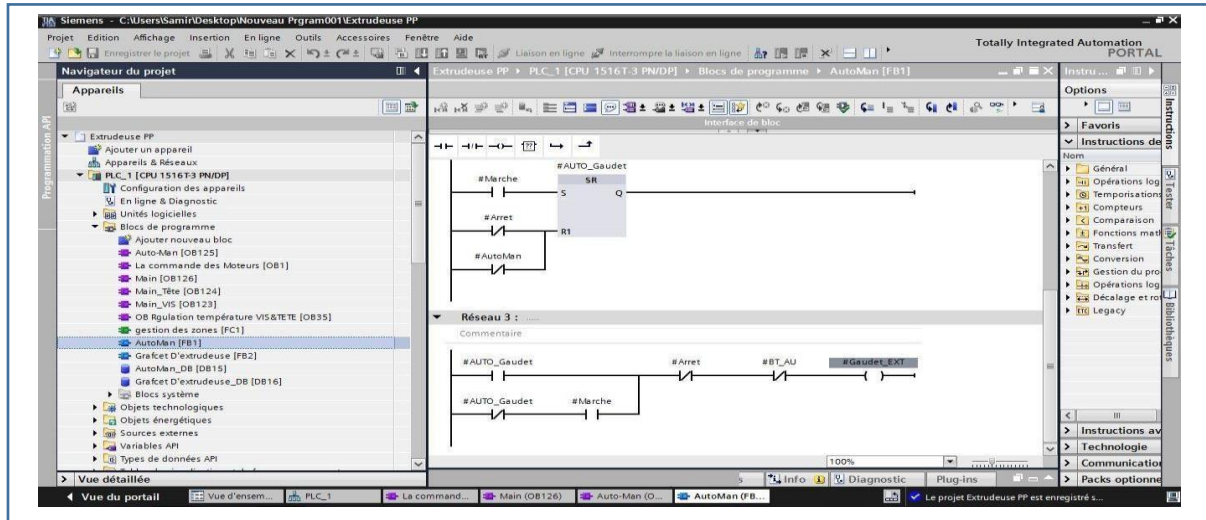 Siemens - C:\Users\Samir\Desktop\Nouveau Prgram001\Extrudeuse PP
Projet Edition Affichage Insertion En ligne Outils Accessoires Fenêtre Aide
Enregistrer le projet
Liaison en ligne
Interrompre la liaison en ligne
Totally Integrated Automation
PORTAL
Navigateur du projet
Appareils
Programmation API
Extrudeuse PP
Ajouter un appareil
Appareils & Réseaux
PLC_1 [CPU 1516T-3 PN/DP]
Configuration des appareils
En ligne & Diagnostic
Unités logicielles
Blocs de programme
Ajouter nouveau bloc
Auto-Man [OB125]
La commande des Moteurs [OB1]
Main [OB126]
Main_Tête [OB124]
Main_VIS [OB123]
OB Rgulation température VIS&TETE [OB35]
gestion des zones [FC1]
AutoMan [FB1]
Grafcet D'extrudeuse [FB2]
AutoMan_DB [DB15]
Grafcet D'extrudeuse_DB [DB16]
Blocs système
Objets technologiques
Objets énergétiques
Sources externes
Variables API
Types de données API
Vue détaillée
Extrudeuse PP ▸ PLC_1 [CPU 1516T-3 PN/DP] ▸ Blocs de programme ▸ AutoMan [FB1]
Interface de bloc
??
#AUTO_Gaudet
#Marche
SR
S Q
#Arret
R1
#AutoMan
Réseau 3 : .....
Commentaire
#AUTO_Gaudet #Arret #BT_AU #Gaudet_EXT
#AUTO_Gaudet #Marche
100%
Info
Diagnostic
Plug-ins
Instru...
Options
Favoris
Instructions de
Nom
Général
Opérations log
Temporisations
Compteurs
Comparaison
Fonctions math
Transfert
Conversion
Gestion du pro
Opérations log
Décalage et rot
Legacy
Instructions av
Technologie
Communication
Packs optionne
Instructions
Tester
Tâches
Bibliothèques
Vue du portail
Vue d'ensem...
PLC_1
La command...
Main (OB126)
Auto-Man (O...
AutoMan (FB...
Le projet Extrudeuse PP est enregistré s...